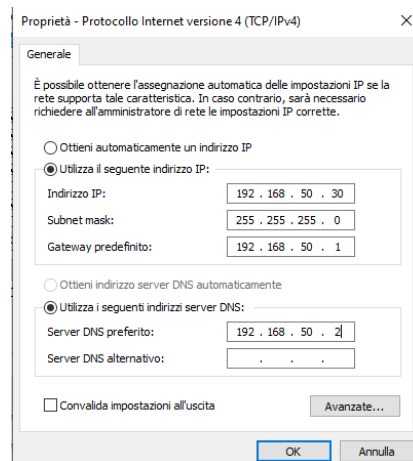 Proprietà - Protocollo Internet versione 4 (TCP/IPv4)
Generale
È possibile ottenere l'assegnazione automatica delle impostazioni IP se la
rete supporta tale caratteristica. In caso contrario, sarà necessario
richiedere all'amministratore di rete le impostazioni IP corrette.
Ottieni automaticamente un indirizzo IP
Utilizza il seguente indirizzo IP:
Indirizzo IP: 192 . 168 . 50 . 30
Subnet mask: 255 . 255 . 255 . 0
Gateway predefinito: 192 . 168 . 50 . 1
Ottieni indirizzo server DNS automaticamente
Utilizza i seguenti indirizzi server DNS:
Server DNS preferito: 192 . 168 . 50 . 2
Server DNS alternativo: . . .
Convalida impostazioni all'uscita Avanzate...
OK Annulla